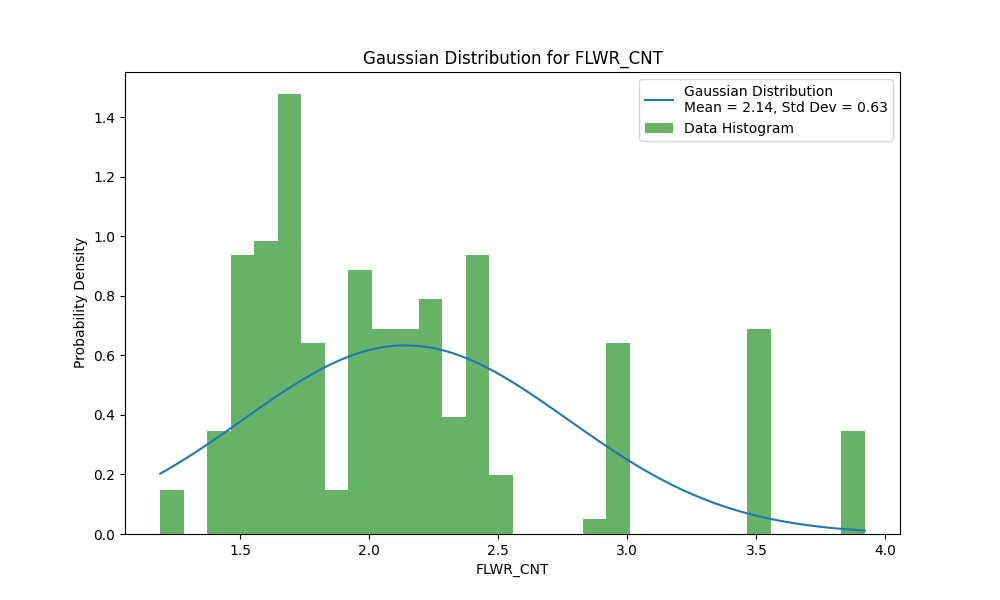 Gaussian Distribution for FLWR_CNT
Gaussian Distribution
Mean = 2.14, Std Dev = 0.63
Data Histogram
Probability Density
1.4
1.2
1.0
0.8
0.6
0.4
0.2
0.0
1.5 2.0 2.5 3.0 3.5 4.0
FLWR_CNT